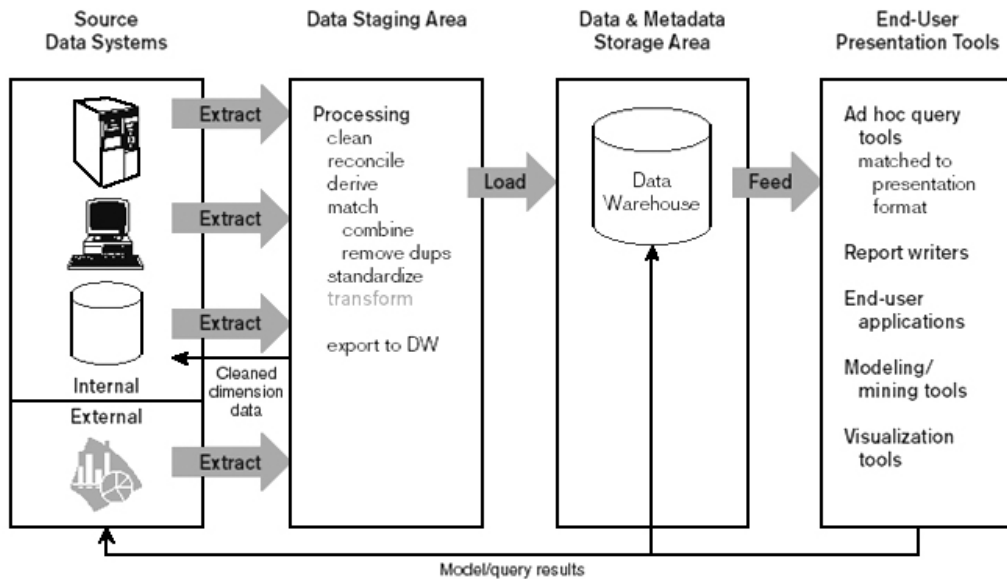 Source
Data Systems
Data Staging Area
Data & Metadata
Storage Area
End-User
Presentation Tools
Extract
Extract
Extract
Internal
External
Extract
Cleaned
dimension
data
Processing
clean
reconcile
derive
match
combine
remove dups
standardize
transform
export to DW
Load
Data
Warehouse
Feed
Ad hoc query
tools
matched to
presentation
format
Report writers
End-user
applications
Modeling/
mining tools
Visualization
tools
Model/query results